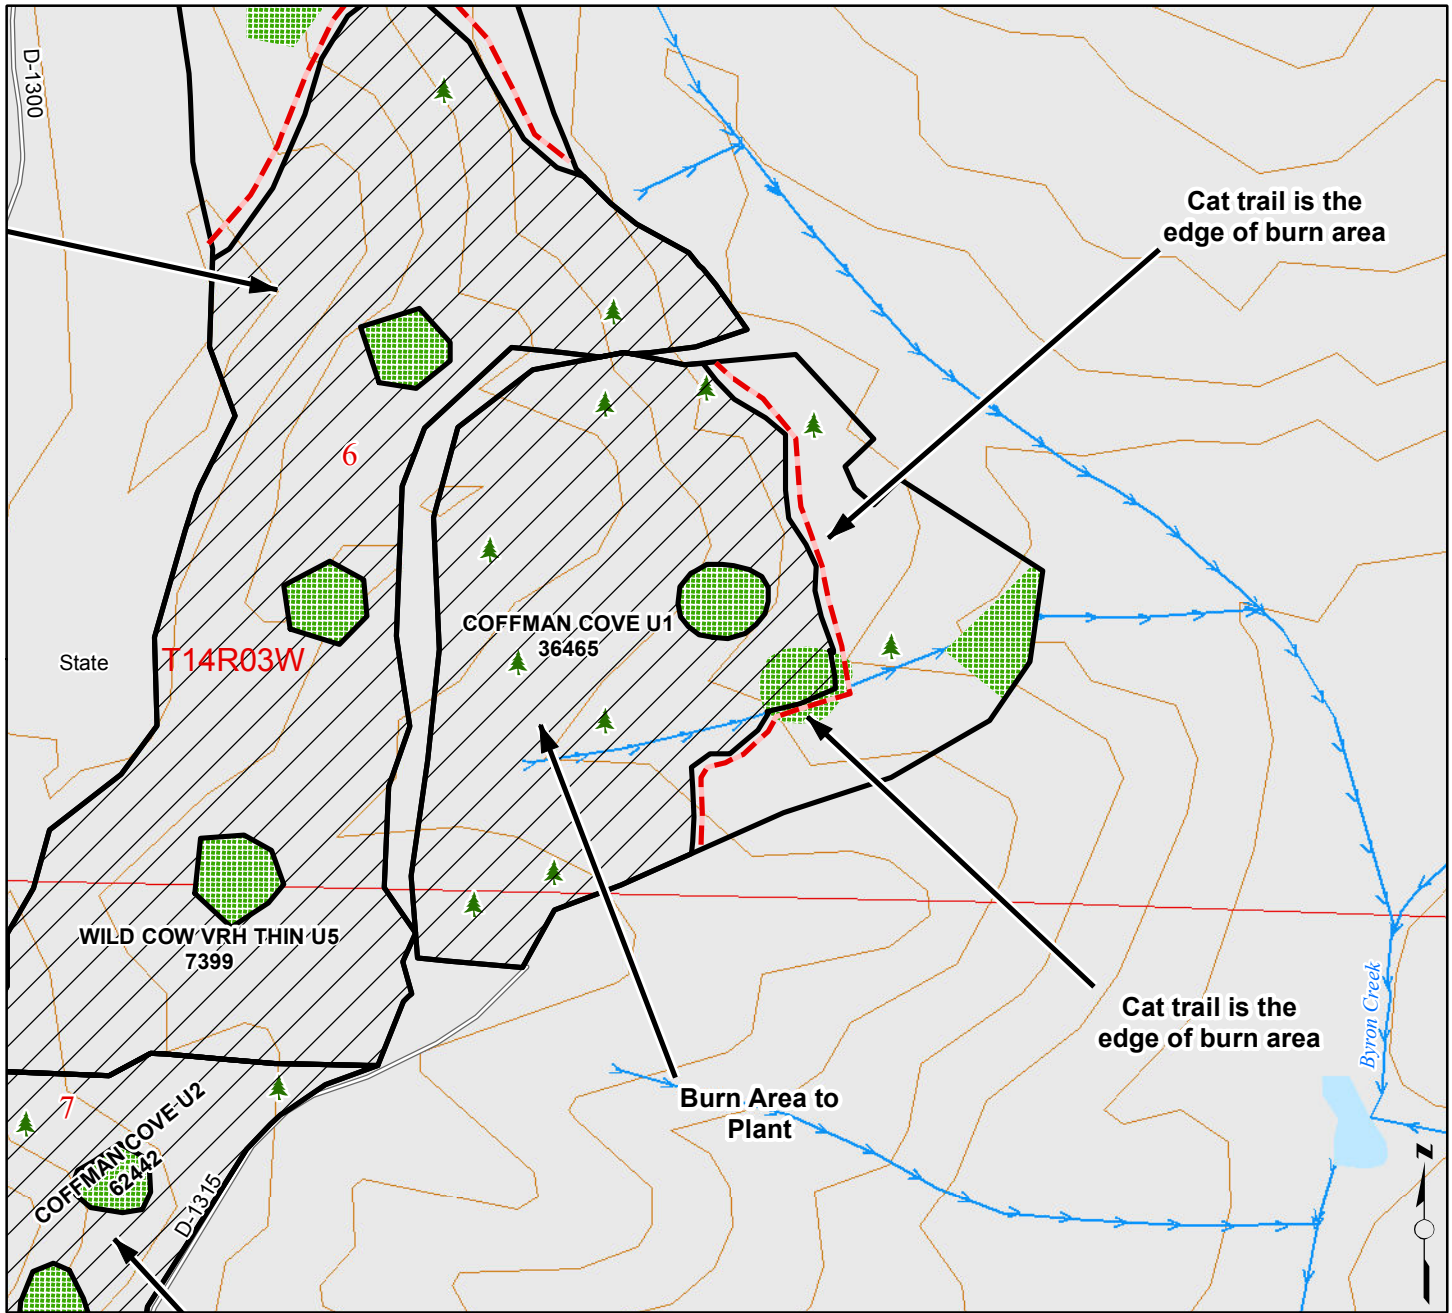 D-1300
Cat trail is the
edge of burn area
6
COFFMAN COVE U1
36465
State
T14R03W
WILD COW VRH THIN U5
7399
Byron Creek
Cat trail is the
edge of burn area
Burn Area to
Plant
7
COFFMAN COVE U2
62442
D-1315
Z